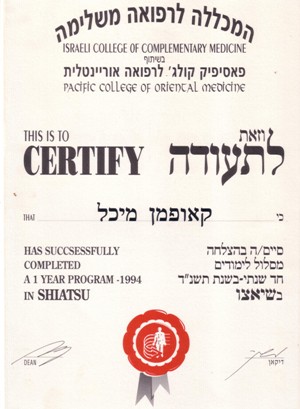 המכללה לרפואה משלימה
ISRAELI COLLEGE OF COMPLEMENTARY MEDICINE
בשיתוף
פאסיפיק קולג' לרפואה אוריינטלית
PACIFIC COLLEGE OF ORIENTAL MEDICINE
THIS IS TO וזאת
CERTIFY לתעודה
THAT קאופמן מיכל כי
HAS SUCCSESSFULLY סיים/ה בהצלחה
COMPLETED מסלול לימודים
A 1 YEAR PROGRAM -1994 חד שנתי-בשנת תשנ"ד
IN SHIATSU בשיאצו
DEAN דיקאן